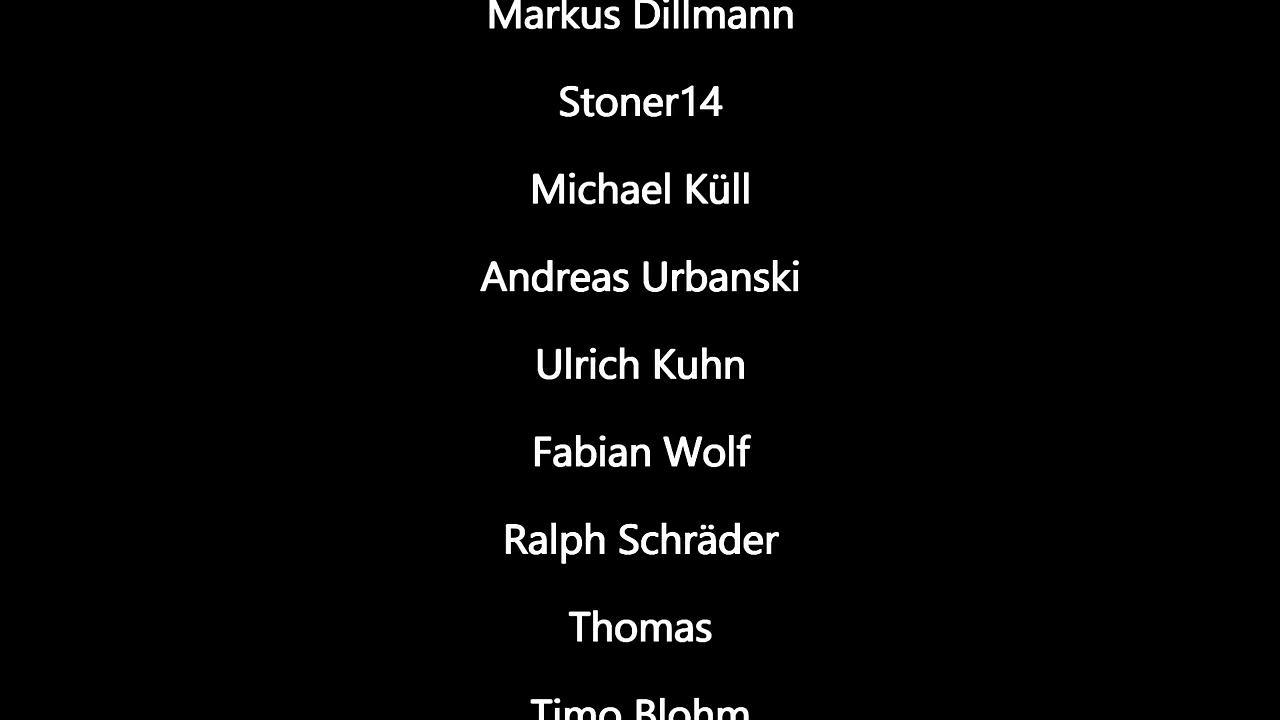 Markus Dillmann
Stoner14
Michael Küll
Andreas Urbanski
Ulrich Kuhn
Fabian Wolf
Ralph Schräder
Thomas
Timo Blohm